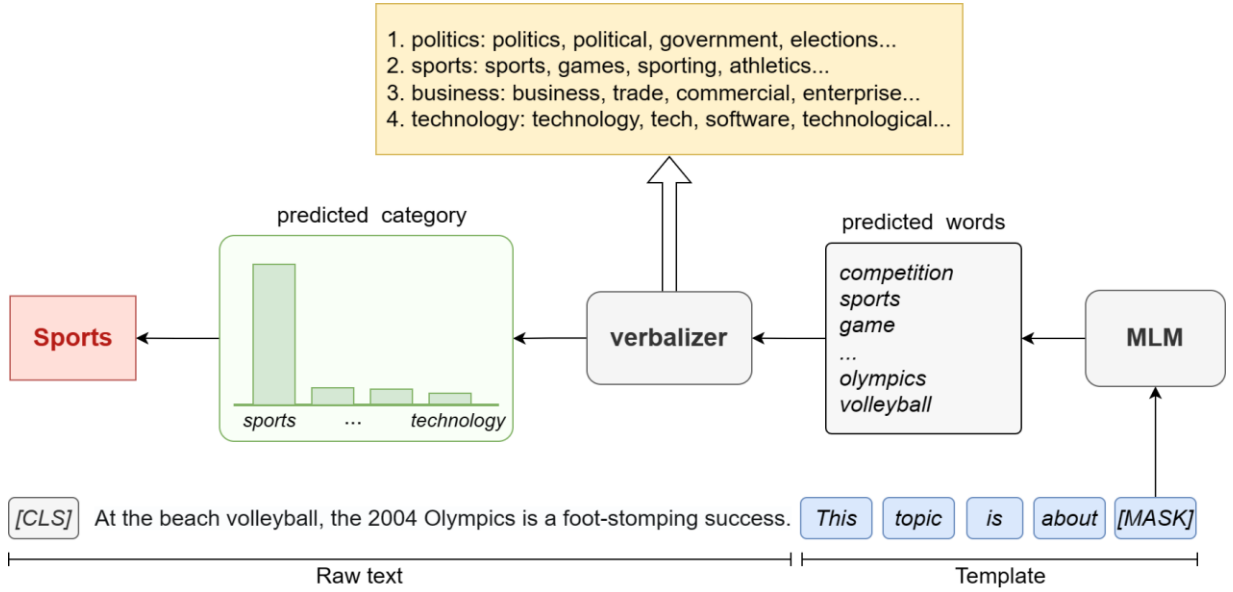 1. politics: politics, political, government, elections...
2. sports: sports, games, sporting, athletics...
3. business: business, trade, commercial, enterprise...
4. technology: technology, tech, software, technological...
predicted category
sports
...
technology
Sports
verbalizer
predicted words
competition
sports
game
...
olympics
volleyball
MLM
[CLS] At the beach volleyball, the 2004 Olympics is a foot-stomping success. This topic is about [MASK]
Raw text
Template